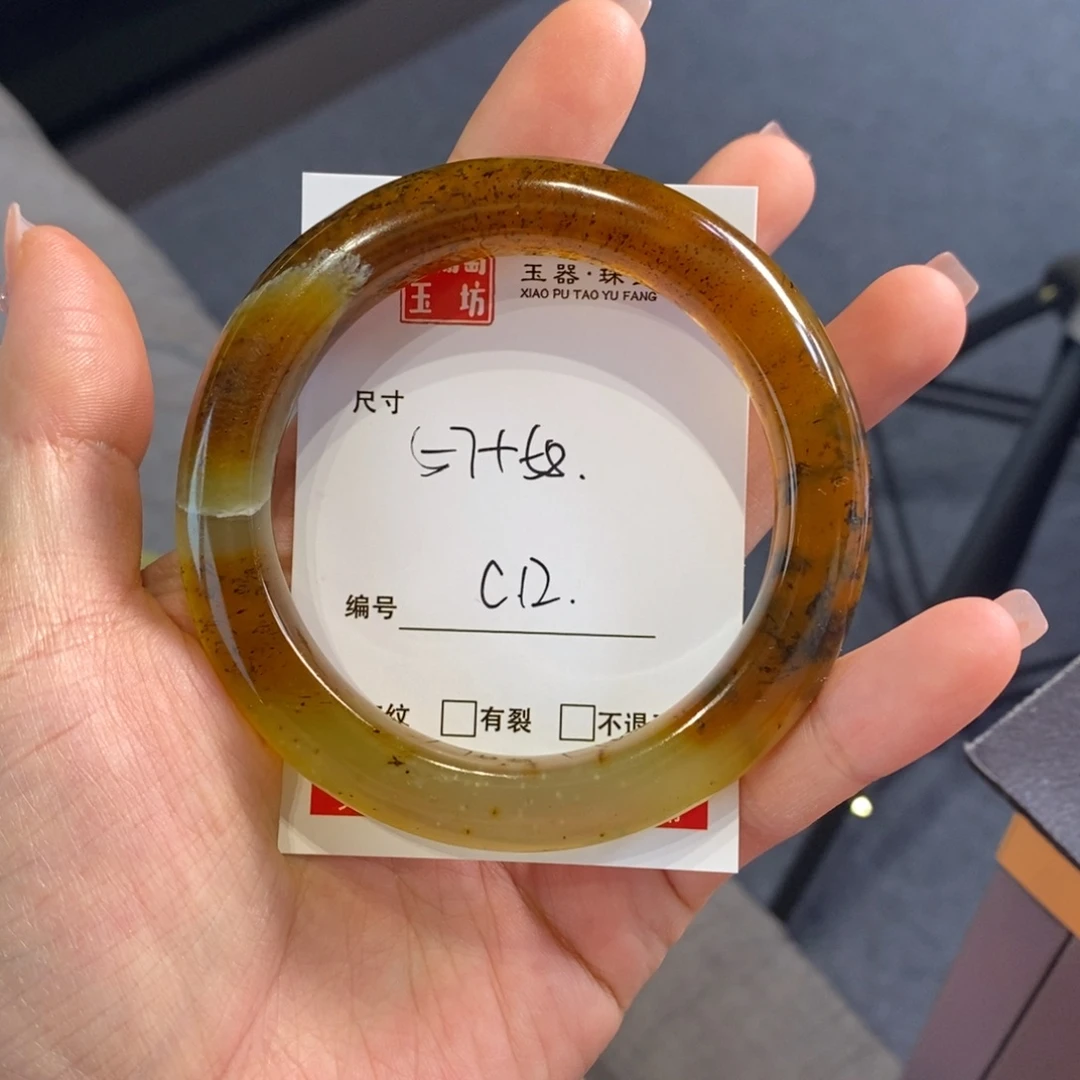 玉坊
玉器·珠
XIAO PU TAO YU FANG
尺寸
57+58.
编号 C12.
纹 □有裂 □不退